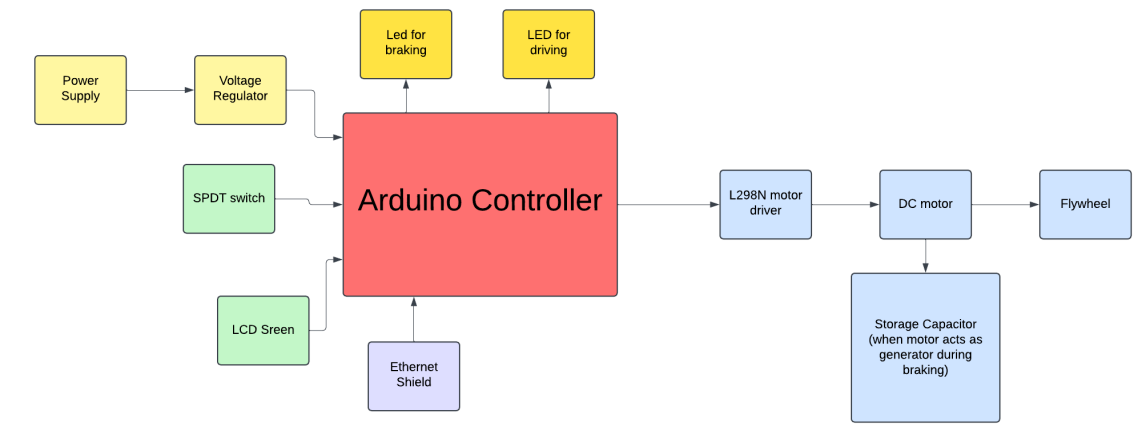 Led for
braking
LED for
driving
Power
Supply
Voltage
Regulator
SPDT switch
Arduino Controller
L298N motor
driver
DC motor
Flywheel
LCD Sreen
Ethernet
Shield
Storage Capacitor
(when motor acts as
generator during
braking)